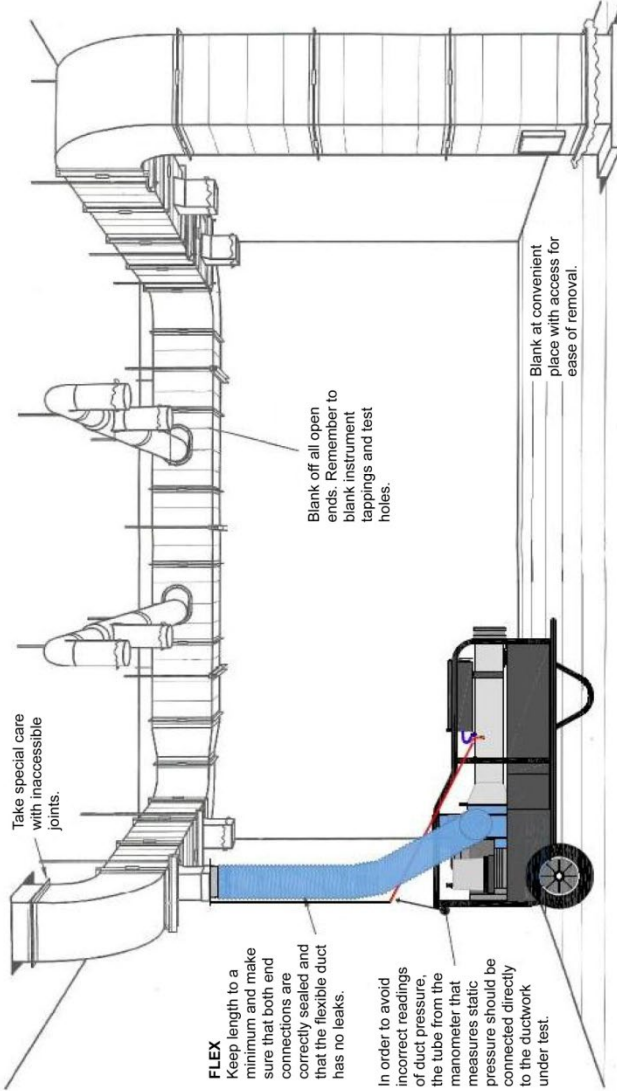 Take special care
with inaccessible
joints.
FLEX
Keep length to a
minimum and make
sure that both end
connections are
correctly sealed and
that the flexible duct
has no leaks.
In order to avoid
incorrect readings
of duct pressure,
the tube from the
manometer that
measures static
pressure should be
connected directly
to the ductwork
under test.
Blank off all open
ends. Remember to
blank instrument
tappings and test
holes.
Blank at convenient
place with access for
ease of removal.